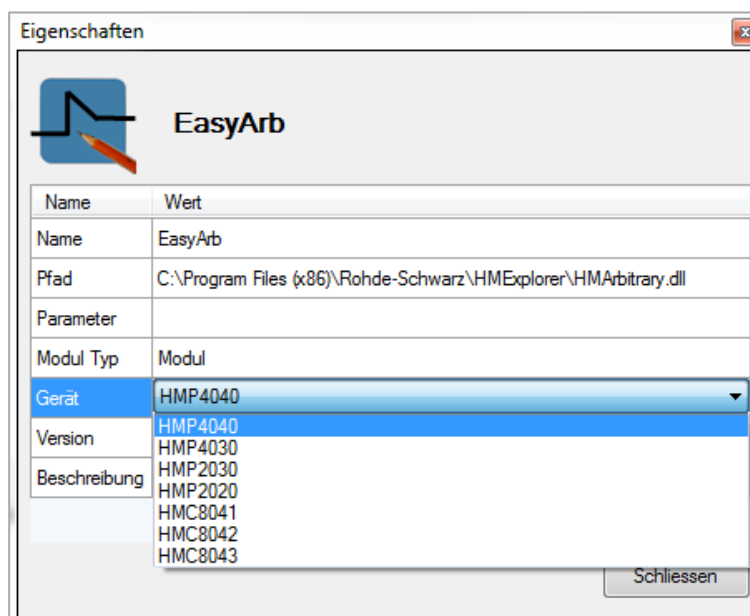 Eigenschaften
EasyArb
Name Wert
Name EasyArb
Pfad C:\Program Files (x86)\Rohde-Schwarz\HMExplorer\HMArbitrary.dll
Parameter
Modul Typ Modul
Gerät HMP4040
Version
Beschreibung
HMP4040
HMP4030
HMP2030
HMP2020
HMC8041
HMC8042
HMC8043
Schliessen